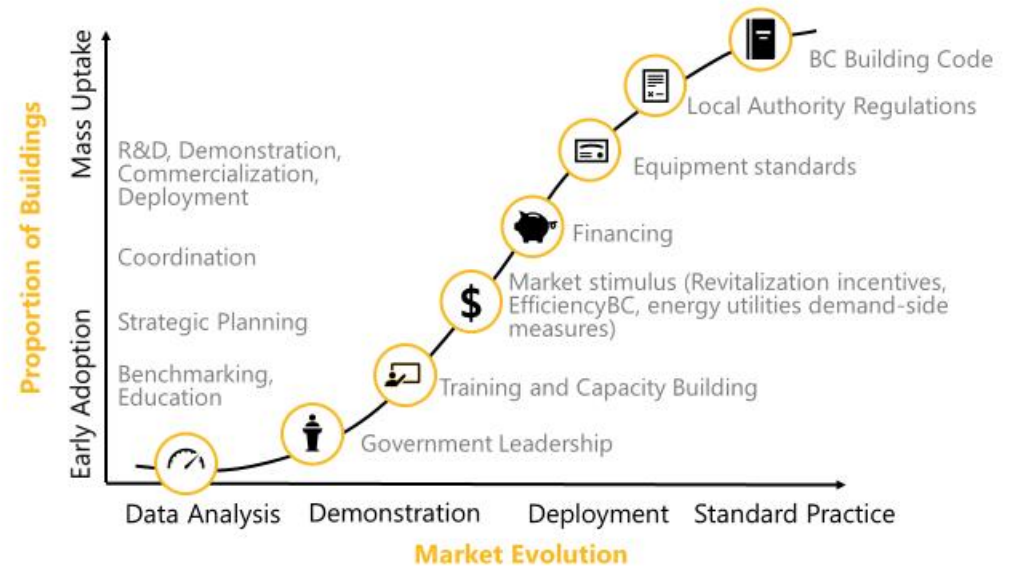 Proportion of Buildings
Mass Uptake
Early Adoption
BC Building Code
Local Authority Regulations
R&D, Demonstration,
Commercialization,
Deployment
Equipment standards
Financing
Coordination
Market stimulus (Revitalization incentives,
EfficiencyBC, energy utilities demand-side
measures)
$
Strategic Planning
Benchmarking,
Education
Training and Capacity Building
Government Leadership
Data Analysis
Demonstration
Deployment
Standard Practice
Market Evolution